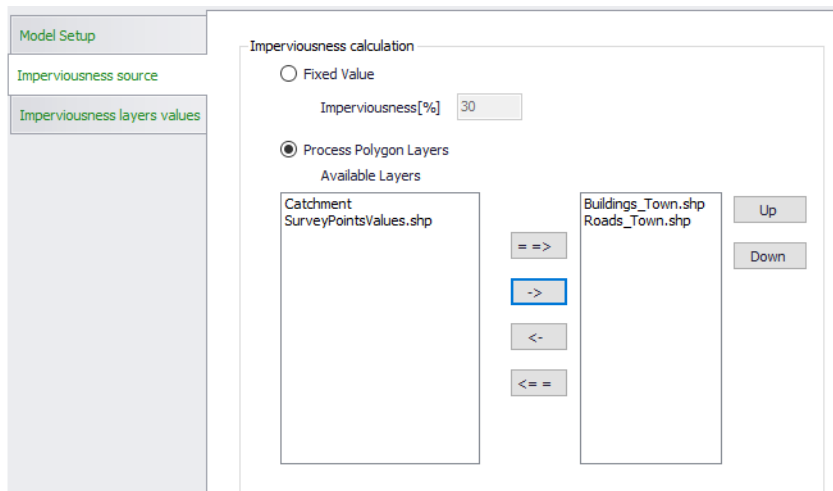 Model Setup
Imperviousness source
Imperviousness layers values
Imperviousness calculation
Fixed Value
Imperviousness[%] 30
Process Polygon Layers
Available Layers
Catchment
SurveyPointsValues.shp
= =>
->
<-
<= =
Buildings_Town.shp
Roads_Town.shp
Up
Down